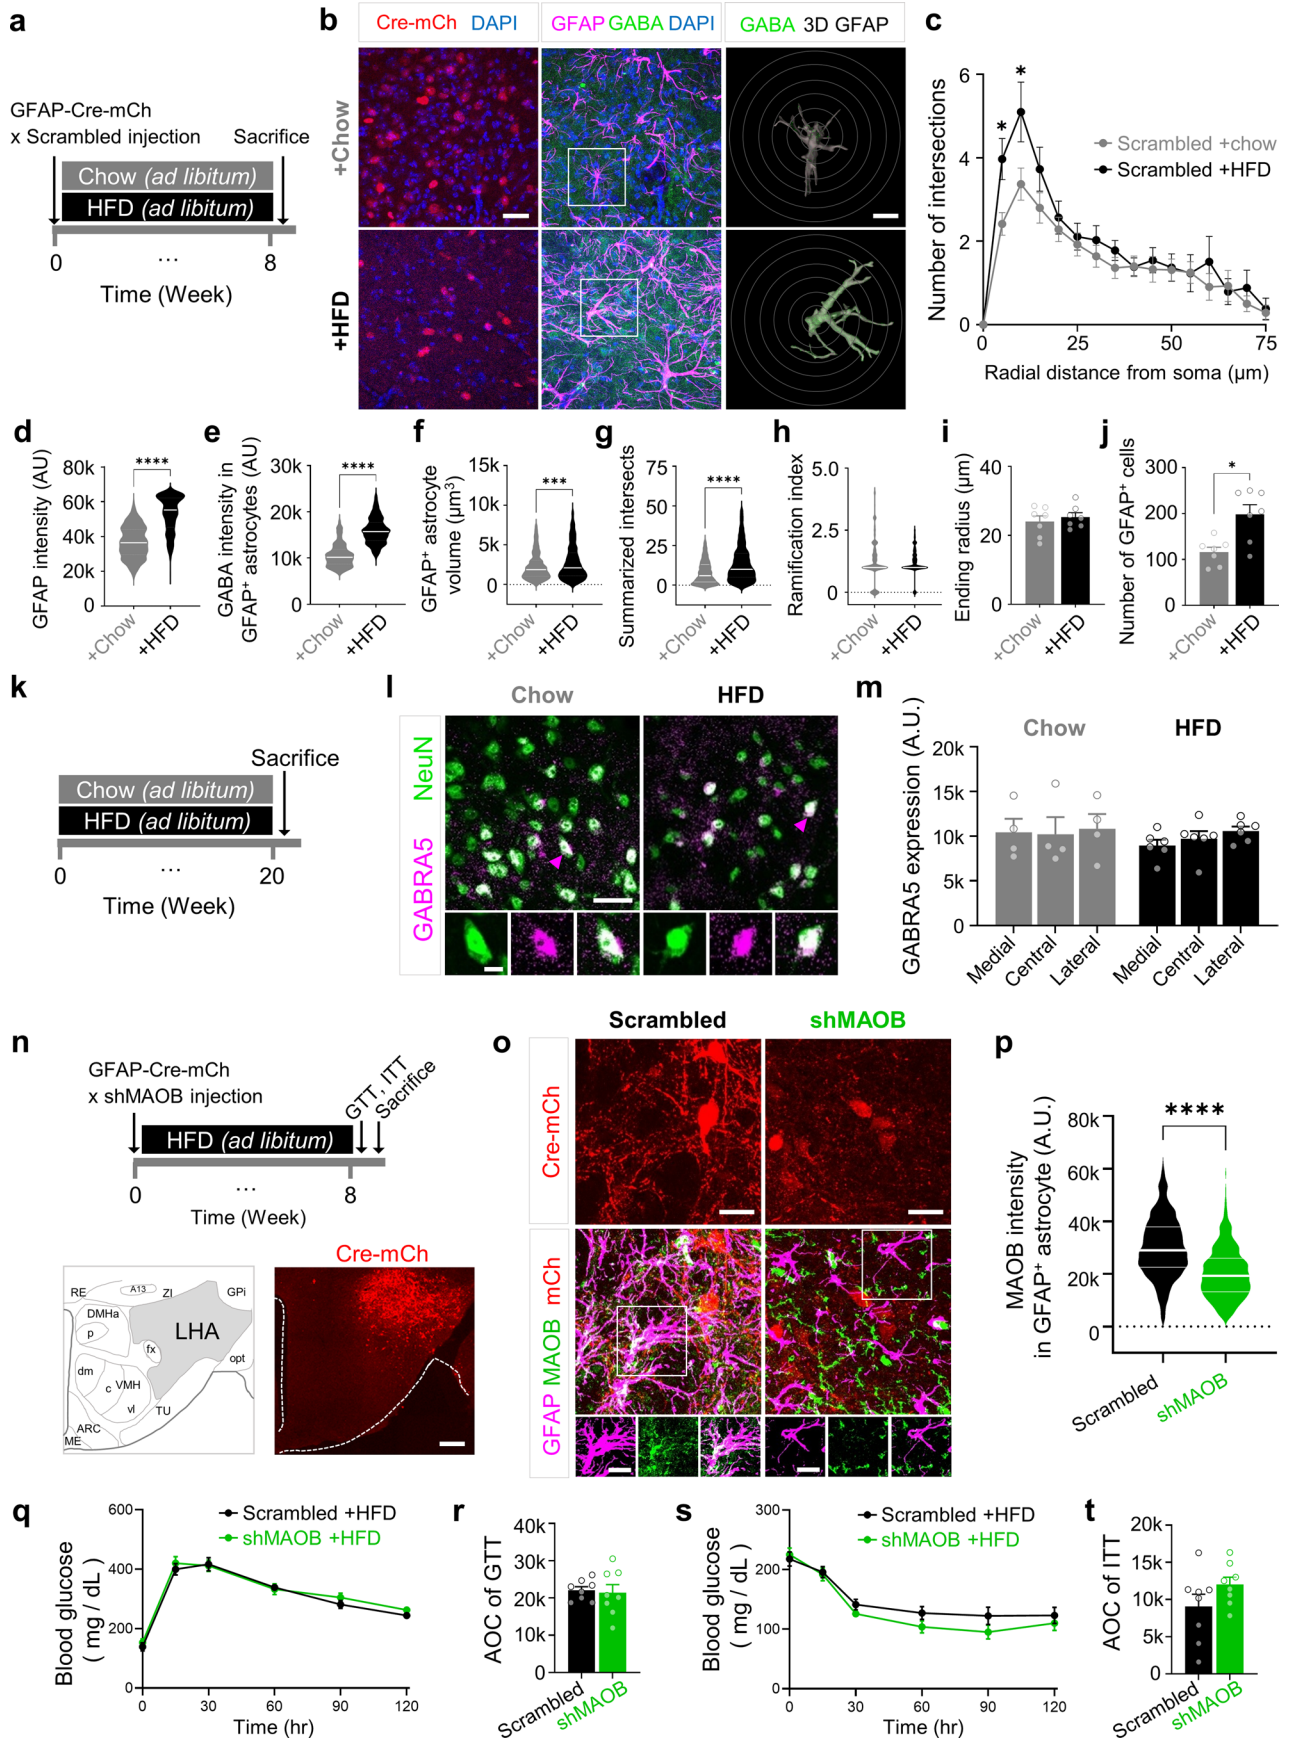 a
GFAP-Cre-mCh
x Scrambled injection
Sacrifice
Chow (ad libitum)
HFD (ad libitum)
0 ... 8
Time (Week)
b
Cre-mCh DAPI
GFAP GABA DAPI
GABA 3D GFAP
+Chow
+HFD
c
Number of intersections
6
4
2
0
* *
Scrambled +chow
Scrambled +HFD
0 25 50 75
Radial distance from soma (µm)
d
GFAP intensity (AU)
80k
60k
40k
20k
0
****
+Chow
+HFD
e
GABA intensity in
GFAP⁺ astrocytes (AU)
30k
20k
10k
0
****
+Chow
+HFD
f
GFAP⁺ astrocyte
volume (µm³)
15k
10k
5k
0
***
+Chow
+HFD
g
Summarized intersects
75
50
25
0
****
+Chow
+HFD
h
Ramification index
5.0
2.5
0
+Chow
+HFD
i
Ending radius (µm)
40
20
0
+Chow
+HFD
j
Number of GFAP⁺ cells
300
200
100
0
*
+Chow
+HFD
k
Sacrifice
Chow (ad libitum)
HFD (ad libitum)
0 ... 20
Time (Week)
l
Chow HFD
GABRA5 NeuN
m
GABRA5 expression (A.U.)
Chow HFD
20k
15k
10k
5k
0
Medial
Central
Lateral
Medial
Central
Lateral
n
GFAP-Cre-mCh
x shMAOB injection
GTT, ITT
Sacrifice
HFD (ad libitum)
0 ... 8
Time (Week)
Cre-mCh
RE
A13
ZI
GPi
DMHa
p
LHA
fx
opt
dm
c
VMH
vl
TU
ARC
ME
o
Scrambled shMAOB
Cre-mCh
GFAP MAOB mCh
p
MAOB intensity
in GFAP⁺ astrocyte (A.U.)
80k
60k
40k
20k
0
****
Scrambled
shMAOB
q
Blood glucose
( mg / dL )
600
400
200
0
Scrambled +HFD
shMAOB +HFD
0 30 60 90 120
Time (hr)
r
AOC of GTT
40k
30k
20k
10k
0
Scrambled
shMAOB
s
Blood glucose
( mg / dL )
300
200
100
0
Scrambled +HFD
shMAOB +HFD
0 30 60 90 120
Time (hr)
t
AOC of ITT
20k
15k
10k
5k
0
Scrambled
shMAOB